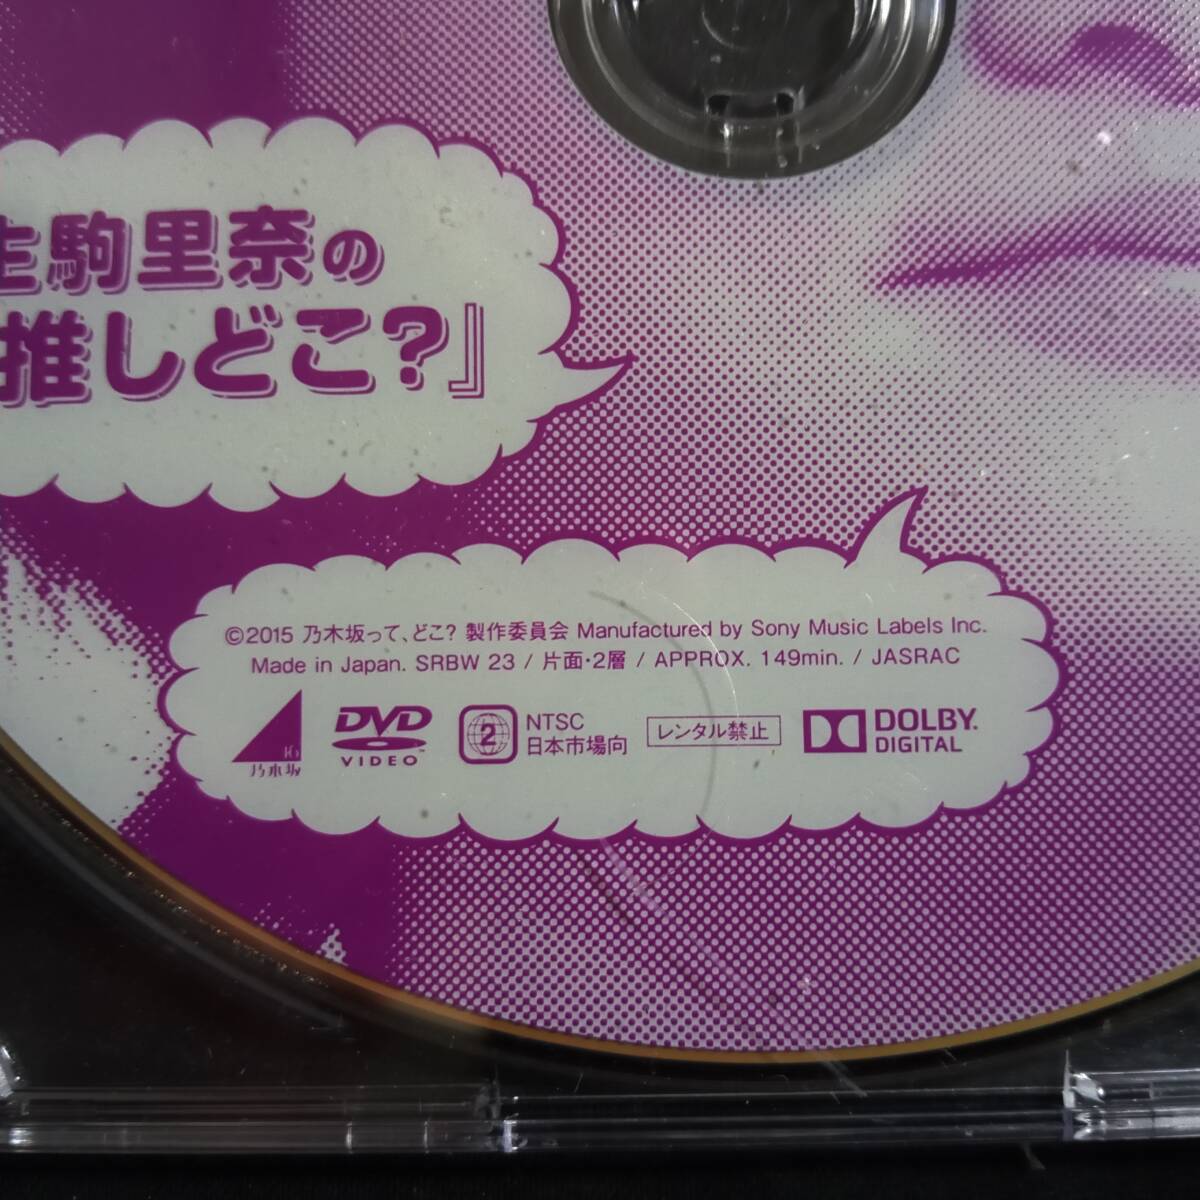 生駒里奈の
推しどこ？』
©2015 乃木坂って、どこ? 製作委員会 Manufactured by Sony Music Labels Inc.
Made in Japan. SRBW 23 / 片面・2層 / APPROX. 149min. / JASRAC
46
乃木坂
DVD
VIDEO™
2
NTSC
日本市場向
レンタル禁止
DOLBY.
DIGITAL